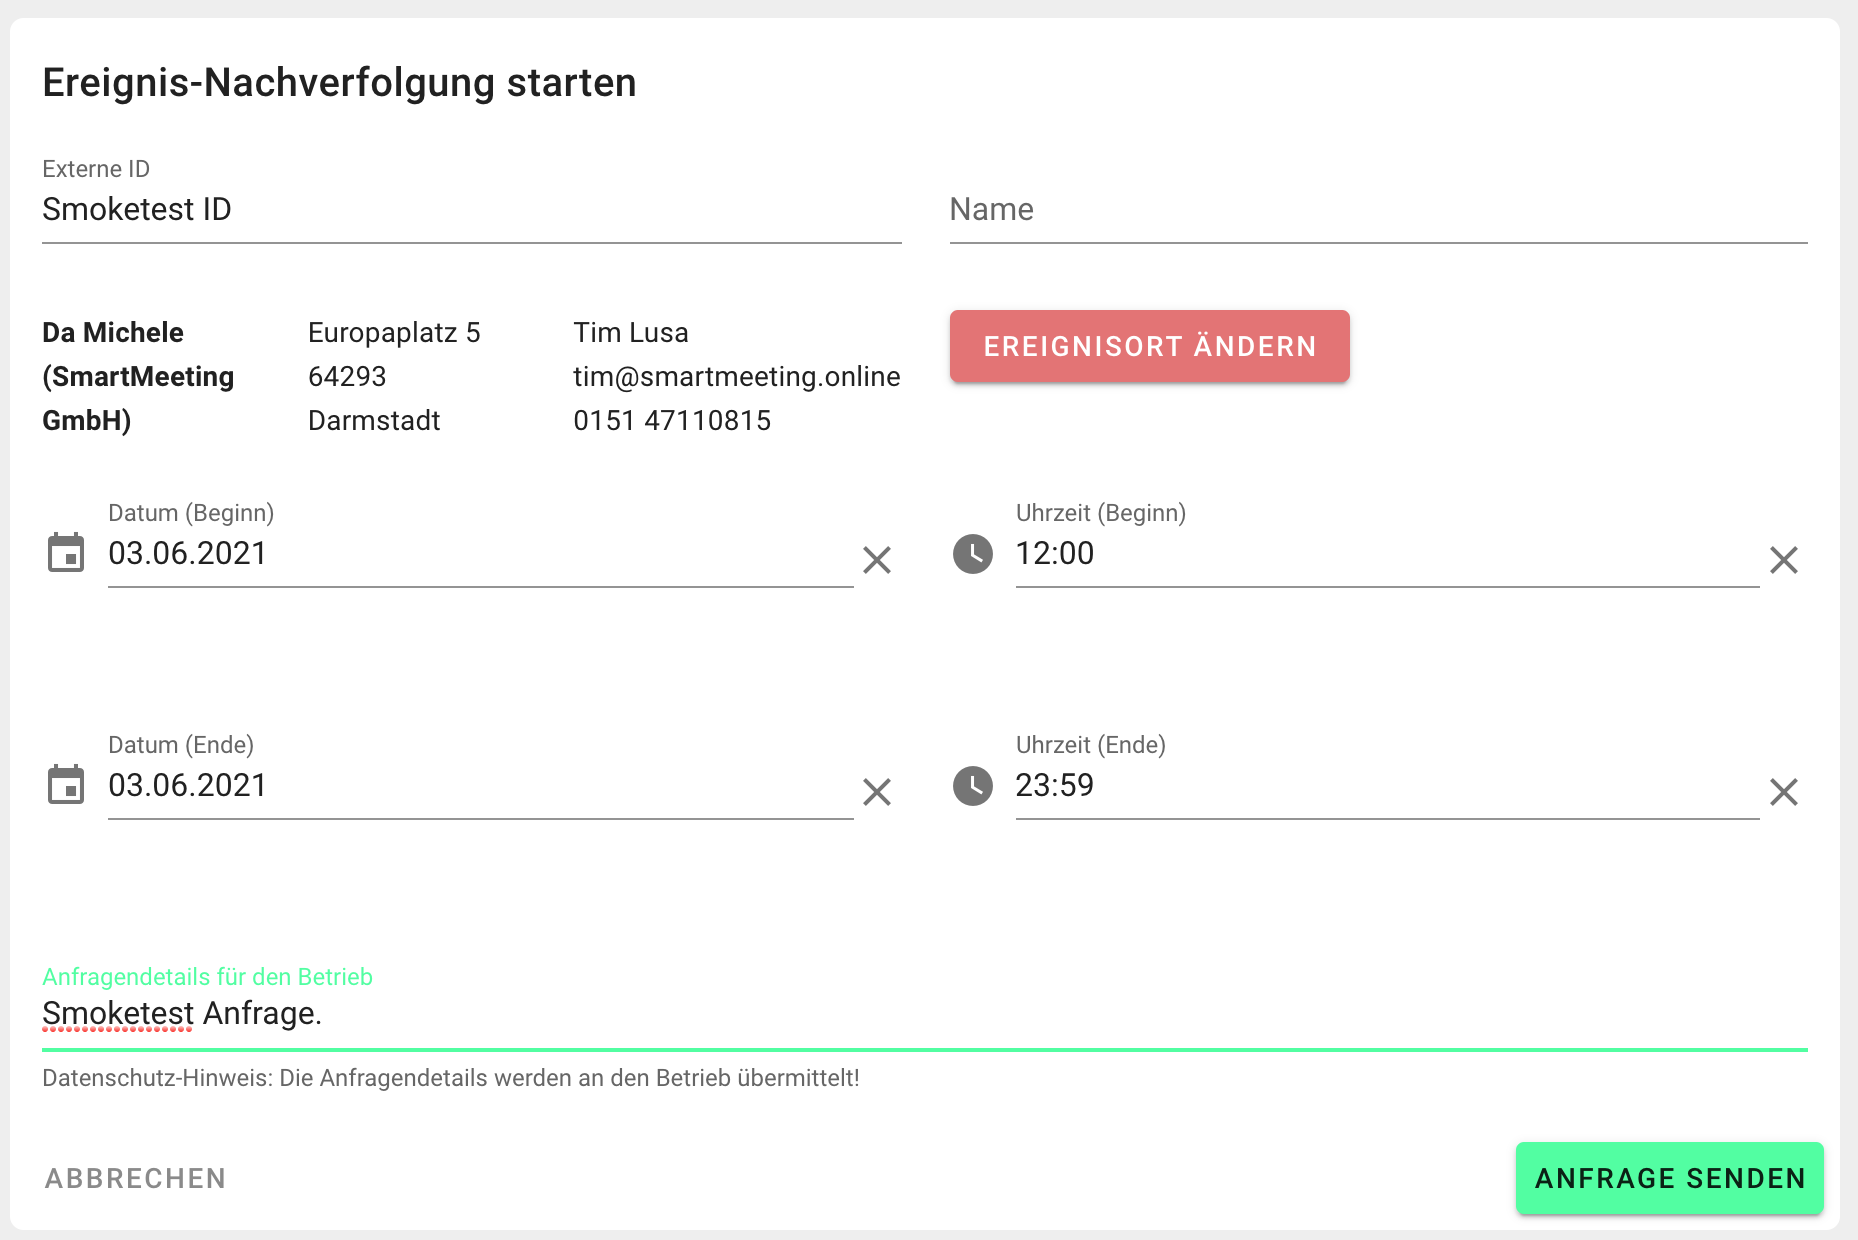 Ereignis-Nachverfolgung starten
Externe ID
Smoketest ID
Name
Da Michele
(SmartMeeting
GmbH)
Europaplatz 5
64293
Darmstadt
Tim Lusa
tim@smartmeeting.online
0151 47110815
EREIGNISORT ÄNDERN
Datum (Beginn)
03.06.2021
Uhrzeit (Beginn)
12:00
Datum (Ende)
03.06.2021
Uhrzeit (Ende)
23:59
Anfragendetails für den Betrieb
Smoketest Anfrage.
Datenschutz-Hinweis: Die Anfragendetails werden an den Betrieb übermittelt!
ABBRECHEN
ANFRAGE SENDEN